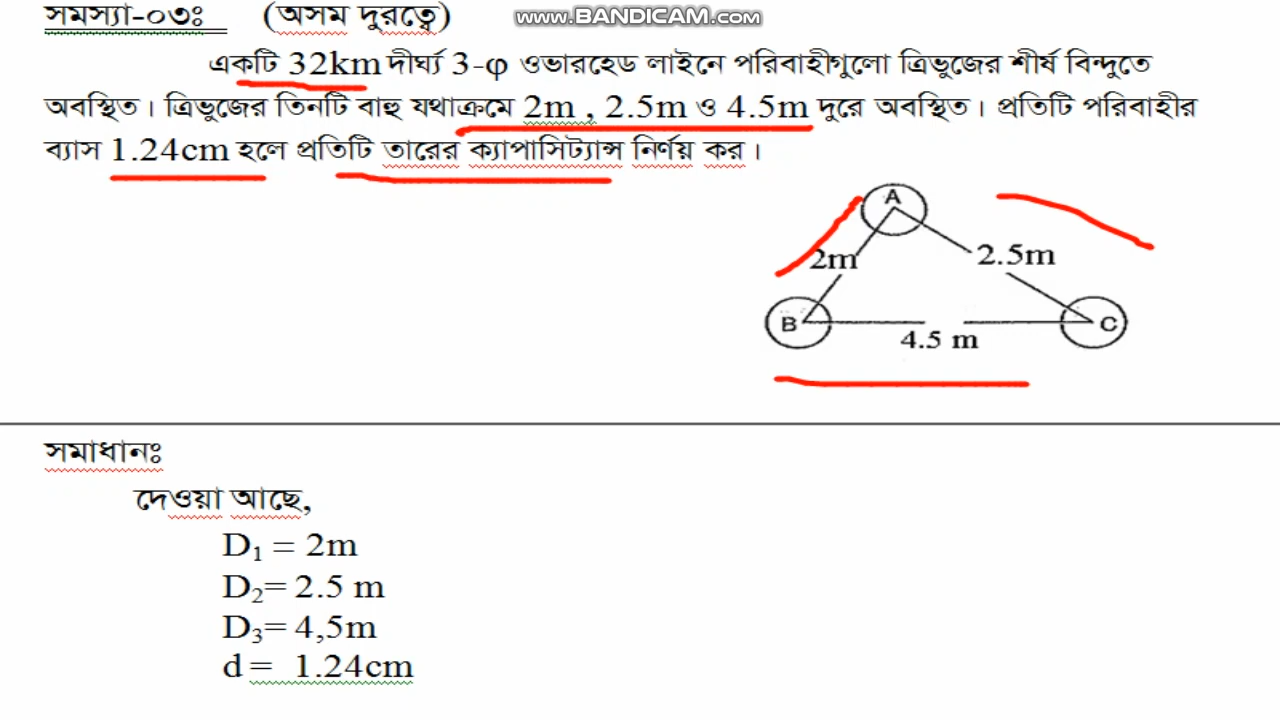 www.BANDICAM.com
সমস্যা-০৩ঃ (অসম দুরত্বে)
একটি 32km দীর্ঘ্য 3-φ ওভারহেড লাইনে পরিবাহীগুলো ত্রিভুজের শীর্ষ বিন্দুতে
অবস্থিত। ত্রিভুজের তিনটি বাহু যথাক্রমে 2m , 2.5m ও 4.5m দুরে অবস্থিত। প্রতিটি পরিবাহীর
ব্যাস 1.24cm হলে প্রতিটি তারের ক্যাপাসিট্যান্স নির্ণয় কর।
A
2m
2.5m
B
C
4.5 m
সমাধানঃ
দেওয়া আছে,
D₁ = 2m
D₂= 2.5 m
D₃= 4,5m
d = 1.24cm